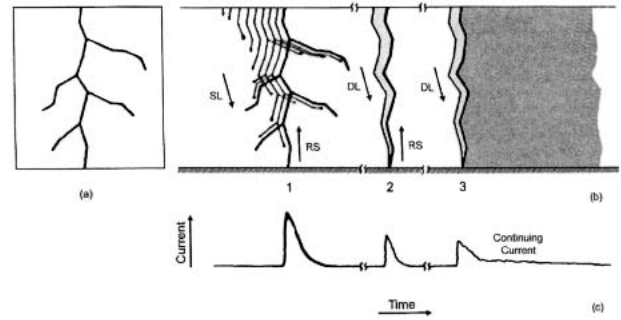 SL
RS
DL
RS
DL
1
2
3
(a)
(b)
Current
Continuing
Current
Time
(c)